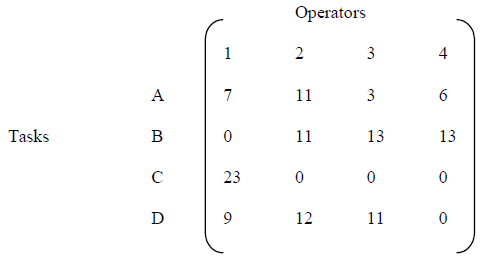 Operators
1 2 3 4
A 7 11 3 6
Tasks B 0 11 13 13
C 23 0 0 0
D 9 12 11 0